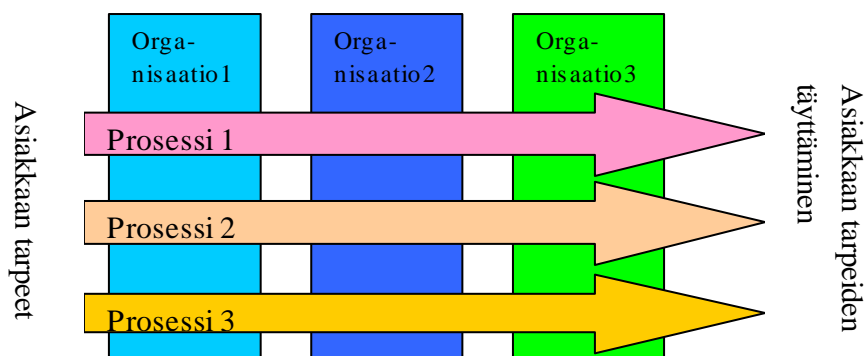 Orga-
nisaatio1
Orga-
nisaatio2
Orga-
nisaatio3
Asiakkaan tarpeet
Prosessi 1
Prosessi 2
Prosessi 3
Asiakkaan tarpeiden
täyttäminen